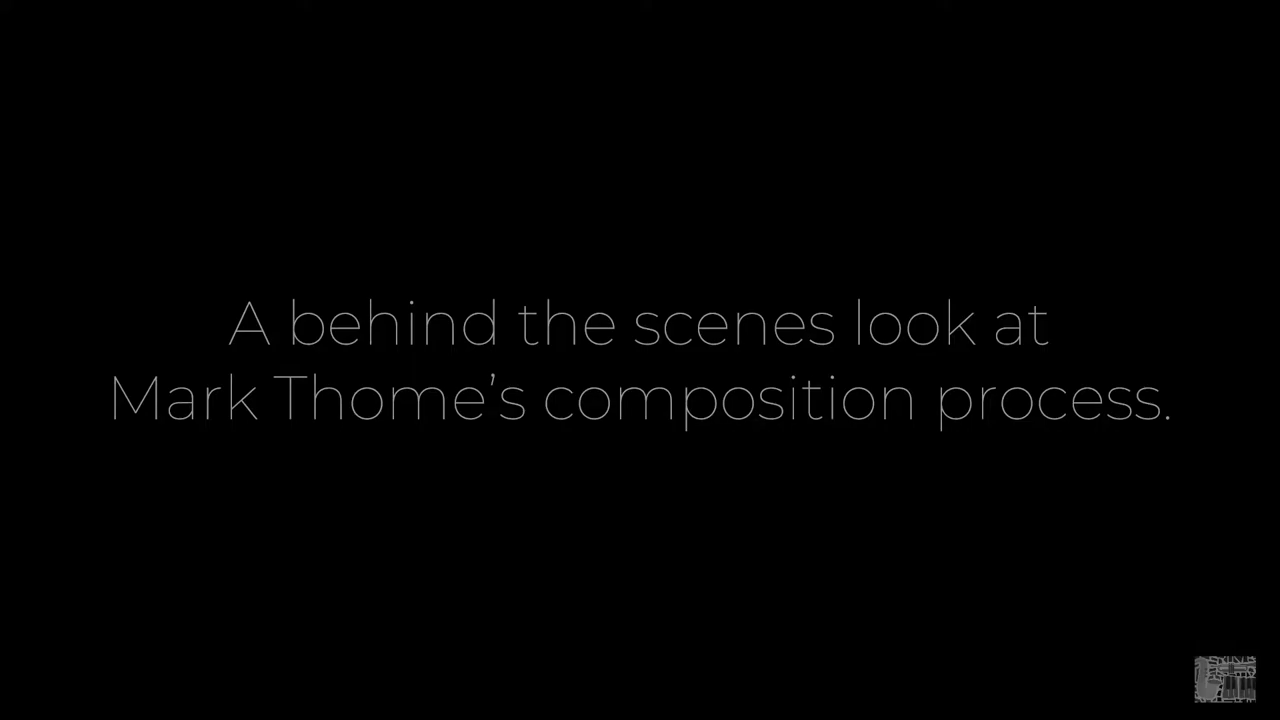 A behind the scenes look at
Mark Thome’s composition process.